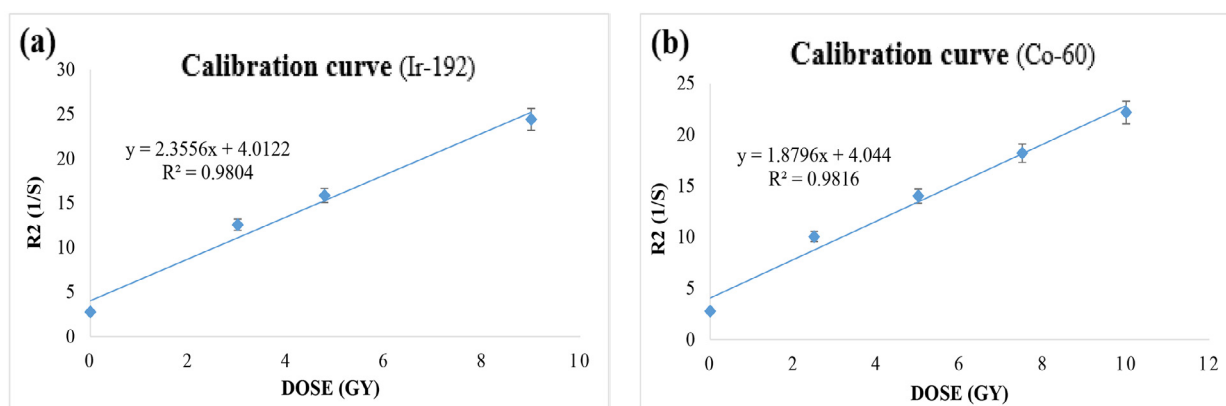 (a)
Calibration curve (Ir-192)
30
25
20
15
10
5
0
y = 2.3556x + 4.0122
R² = 0.9804
R2 (1/S)
0 2 4 6 8 10
DOSE (GY)
(b)
Calibration curve (Co-60)
25
20
15
10
5
0
y = 1.8796x + 4.044
R² = 0.9816
R2 (1/S)
0 2 4 6 8 10 12
DOSE (GY)